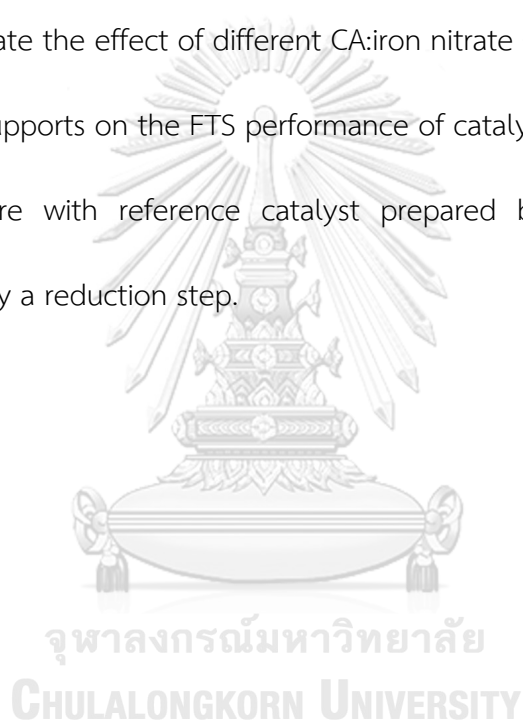 ate the effect of different CA:iron nitrate
upports on the FTS performance of cataly
re with reference catalyst prepared b
y a reduction step.
จุฬาลงกรณ์มหาวิทยาลัย
CHULALONGKORN UNIVERSITY